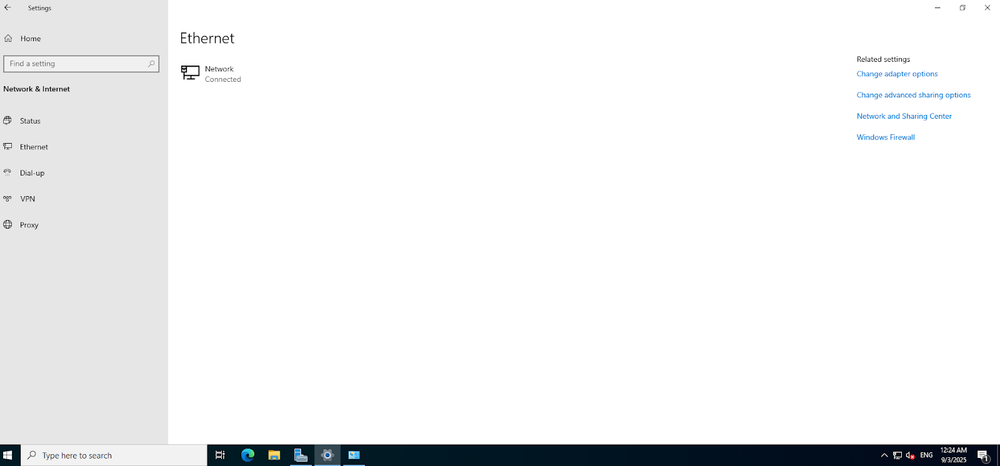 Settings
Home
Find a setting
Network & Internet
Status
Ethernet
Dial-up
VPN
Proxy
Ethernet
Network
Connected
Related settings
Change adapter options
Change advanced sharing options
Network and Sharing Center
Windows Firewall
Type here to search
ENG
12:24 AM
9/3/2025
1